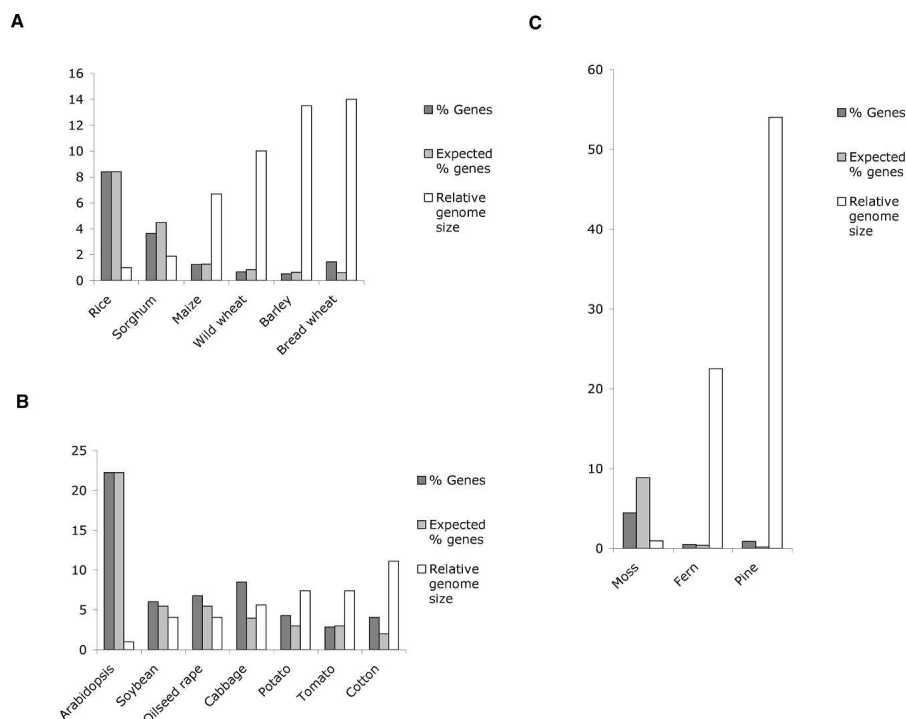 A
16
14
12
10
8
6
4
2
0
Rice
Sorghum
Maize
Wild wheat
Barley
Bread wheat
% Genes
Expected
% genes
Relative
genome
size
B
25
20
15
10
5
0
Arabidopsis
Soybean
Oilseed rape
Cabbage
Potato
Tomato
Cotton
% Genes
Expected
% genes
Relative
genome
size
C
60
50
40
30
20
10
0
Moss
Fern
Pine
% Genes
Expected
% genes
Relative
genome
size